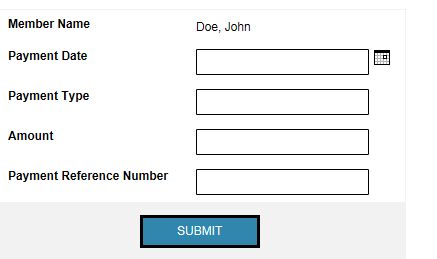 Member Name Doe, John
Payment Date
Payment Type
Amount
Payment Reference Number
SUBMIT